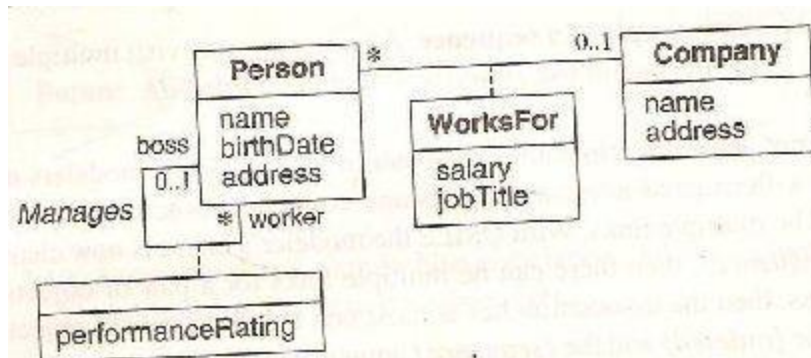 Person
name
birthDate
address
*
0..1
Company
name
address
WorksFor
salary
jobTitle
boss
0..1
Manages
* worker
performanceRating